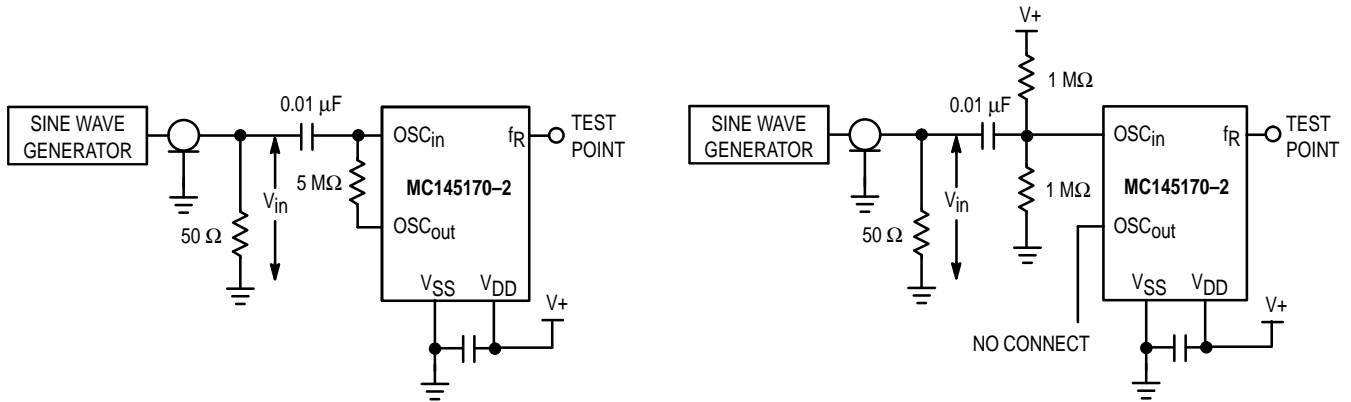 SINE WAVE
GENERATOR
0.01 μF
50 Ω
Vin
5 MΩ
OSCin
OSCout
MC145170–2
fR
TEST
POINT
VSS
VDD
V+
SINE WAVE
GENERATOR
0.01 μF
50 Ω
Vin
V+
1 MΩ
1 MΩ
OSCin
OSCout
MC145170–2
fR
TEST
POINT
VSS
VDD
V+
NO CONNECT